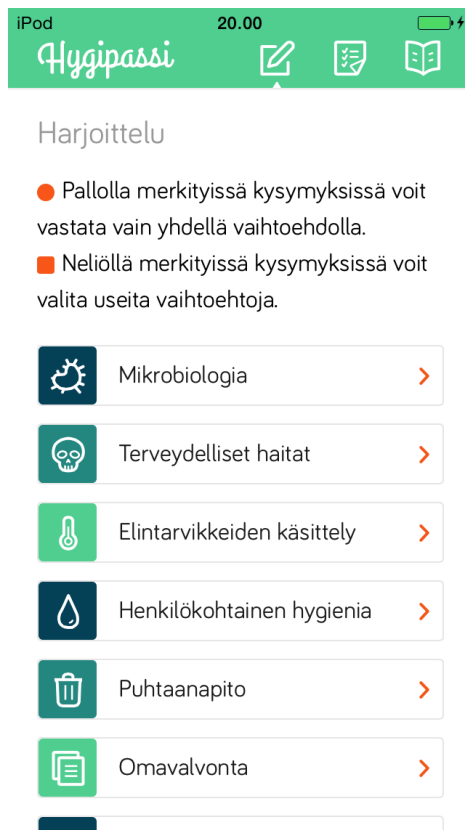 iPod
20.00
Hygipassi
Harjoittelu
Pallolla merkityissä kysymyksissä voit
vastata vain yhdellä vaihtoehdolla.
Neliöllä merkityissä kysymyksissä voit
valita useita vaihtoehtoja.
Mikrobiologia
Terveydelliset haitat
Elintarvikkeiden käsittely
Henkilökohtainen hygienia
Puhtaanapito
Omavalvonta